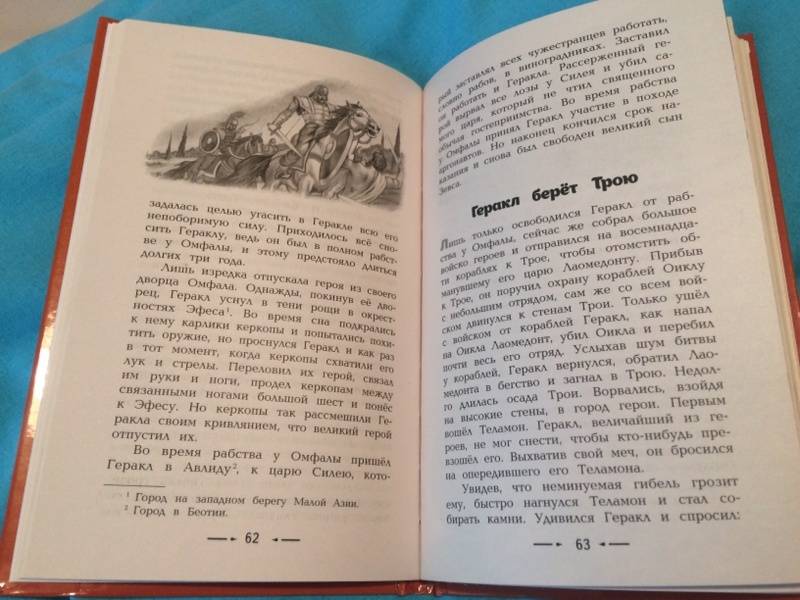 задалась целью угасить в Геракле всю его
непоборимую силу. Приходилось всё сно-
сить Гераклу, ведь он был в полном рабст-
ве у Омфалы, и этому предстояло длиться
долгих три года.
Лишь изредка отпускала героя из своего
дворца Омфала. Однажды, покинув её дво-
рец, Геракл уснул в тени рощи в окрест-
ностях Эфеса¹. Во время сна подкрались
к нему карлики керкопы и попытались похи-
тить оружие, но проснулся Геракл и как раз
в тот момент, когда керкопы схватили его
лук и стрелы. Переловил их герой, связал
им руки и ноги, продел керкопам между
связанными ногами большой шест и понёс
к Эфесу. Но керкопы так рассмешили Ге-
ракла своим кривлянием, что великий герой
отпустил их.
Во время рабства у Омфалы пришёл
Геракл в Авлиду², к царю Силею, кото-
¹ Город на западном берегу Малой Азии.
² Город в Беотии.
62
рый заставлял всех чужестранцев работать,
словно рабов, в виноградниках. Заставил
он работать и Геракла. Рассерженный ге-
рой вырвал все лозы у Силея и убил са-
мого царя, который не чтил священного
обычая гостеприимства. Во время рабства
у Омфалы принял Геракл участие в походе
аргонавтов. Но наконец кончился срок на-
казания и снова был свободен великий сын
Зевса.
Геракл берёт Трою
Лишь только освободился Геракл от раб-
ства у Омфалы, сейчас же собрал большое
войско героев и отправился на восемнадца-
ти кораблях к Трое, чтобы отомстить об-
манувшему его царю Лаомедонту. Прибыв
к Трое, он поручил охрану кораблей Оиклу
с небольшим отрядом, сам же со всем вой-
ском двинулся к стенам Трои. Только ушёл
с войском от кораблей Геракл, как напал
на Оикла Лаомедонт, убил Оикла и перебил
почти весь его отряд. Услыхав шум битвы
у кораблей, Геракл вернулся, обратил Лао-
медонта в бегство и загнал в Трою. Недол-
го длилась осада Трои. Ворвались, взойдя
на высокие стены, в город герои. Первым
вошёл Теламон. Геракл, величайший из ге-
роев, не мог снести, чтобы кто-нибудь пре-
взошёл его. Выхватив свой меч, он бросился
на опередившего его Теламона.
Увидев, что неминуемая гибель грозит
ему, быстро нагнулся Теламон и стал со-
бирать камни. Удивился Геракл и спросил:
63